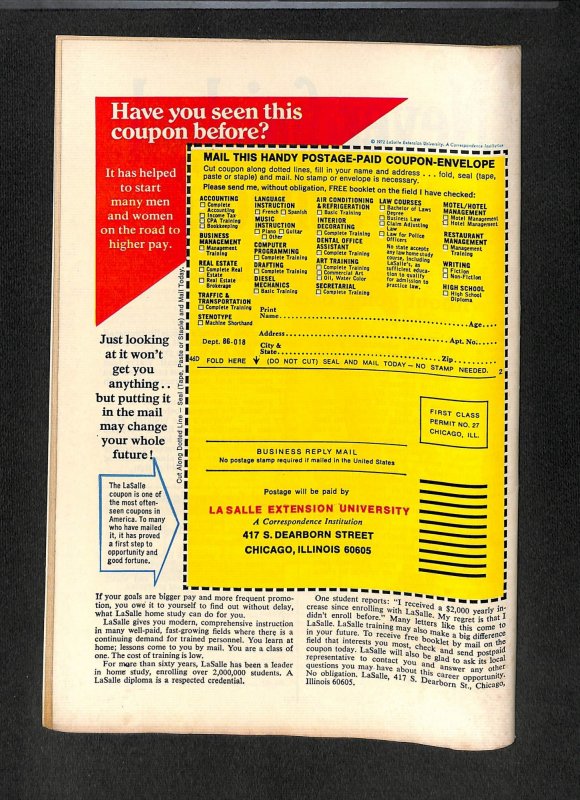 Have you seen this
coupon before?
© 1972 LaSalle Extension University, A Correspondence Institution
It has helped
to start
many men
and women
on the road to
higher pay.
MAIL THIS HANDY POSTAGE-PAID COUPON-ENVELOPE
Cut coupon along dotted lines, fill in your name and address . . . fold, seal (tape,
paste or staple) and mail. No stamp or envelope is necessary.
Please send me, without obligation, FREE booklet on the field I have checked:
ACCOUNTING
Complete
Accounting
Income Tax
CPA Training
Bookkeeping
BUSINESS
MANAGEMENT
Management
Training
REAL ESTATE
Complete Real
Estate
Real Estate
Brokerage
TRAFFIC &
TRANSPORTATION
Complete Training
STENOTYPE
Machine Shorthand
LANGUAGE
INSTRUCTION
French Spanish
MUSIC
INSTRUCTION
Piano Guitar
Other
COMPUTER
PROGRAMMING
Complete Training
DRAFTING
Complete Training
DIESEL
MECHANICS
Basic Training
AIR CONDITIONING
& REFRIGERATION
Basic Training
INTERIOR
DECORATING
Complete Training
DENTAL OFFICE
ASSISTANT
Complete Training
ART TRAINING
Complete Training
Commercial Art
Oil, Water Color
SECRETARIAL
Complete Training
LAW COURSES
Bachelor of Laws
Degree
Business Law
Claim Adjusting
Law
Law for Police
Officers
No state accepts
any law home study
course, including
LaSalle's, as
sufficient educa-
tion to qualify
for admission to
practice law.
MOTEL/HOTEL
MANAGEMENT
Motel Management
Hotel Management
RESTAURANT
MANAGEMENT
Management
Training
WRITING
Fiction
Non-Fiction
HIGH SCHOOL
High School
Diploma
Print
Name Age
Address Apt. No.
Dept. 86-018
City &
State Zip
46D FOLD HERE (DO NOT CUT) SEAL AND MAIL TODAY — NO STAMP NEEDED. 2
Cut Along Dotted Line — Seal (Tape, Paste or Staple) and Mail Today.
Just looking
at it won't
get you
anything . .
but putting it
in the mail
may change
your whole
future!
FIRST CLASS
PERMIT NO. 27
CHICAGO, ILL.
BUSINESS REPLY MAIL
No postage stamp required if mailed in the United States
Postage will be paid by
LA SALLE EXTENSION UNIVERSITY
A Correspondence Institution
417 S. DEARBORN STREET
CHICAGO, ILLINOIS 60605
The LaSalle
coupon is one of
the most often-
seen coupons in
America. To many
who have mailed
it, it has proved
a first step to
opportunity and
good fortune.
If your goals are bigger pay and more frequent promo-
tion, you owe it to yourself to find out without delay,
what LaSalle home study can do for you.
LaSalle gives you modern, comprehensive instruction
in many well-paid, fast-growing fields where there is a
continuing demand for trained personnel. You learn at
home; lessons come to you by mail. You are a class of
one. The cost of training is low.
For more than sixty years, LaSalle has been a leader
in home study, enrolling over 2,000,000 students. A
LaSalle diploma is a respected credential.
One student reports: "I received a $2,000 yearly in-
crease since enrolling with LaSalle. My regret is that I
didn't enroll before." Many letters like this come to
LaSalle. LaSalle training may also make a big difference
in your future. To receive free booklet by mail on the
field that interests you most, check and send postpaid
coupon today. LaSalle will also be glad to ask its local
representative to contact you and answer any other
questions you may have about this career opportunity.
No obligation. LaSalle, 417 S. Dearborn St., Chicago,
Illinois 60605.